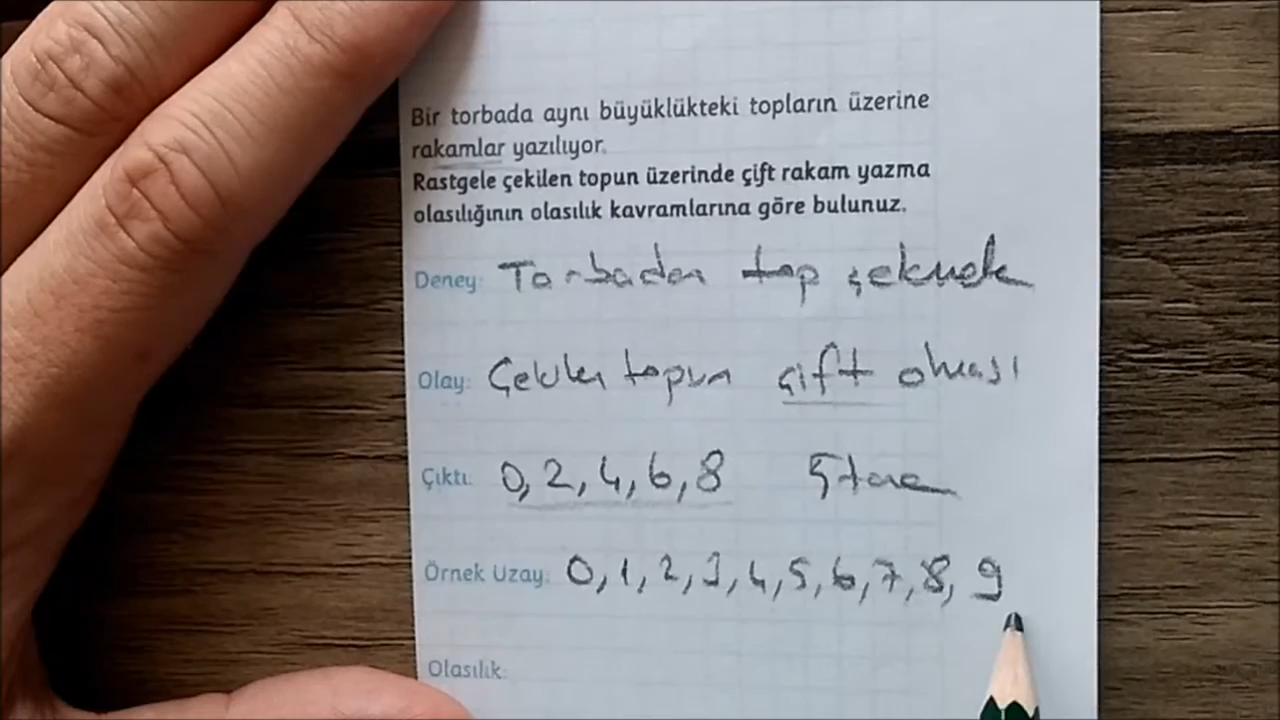 Bir torbada aynı büyüklükteki topların üzerine
rakamlar yazılıyor.
Rastgele çekilen topun üzerinde çift rakam yazma
olasılığının olasılık kavramlarına göre bulunuz.
Deney: Torbadan top çekmek
Olay: Çekilen topun çift olması
Çıktı: 0, 2, 4, 6, 8 5 tane
Örnek Uzay: 0, 1, 2, 3, 4, 5, 6, 7, 8, 9
Olasılık: